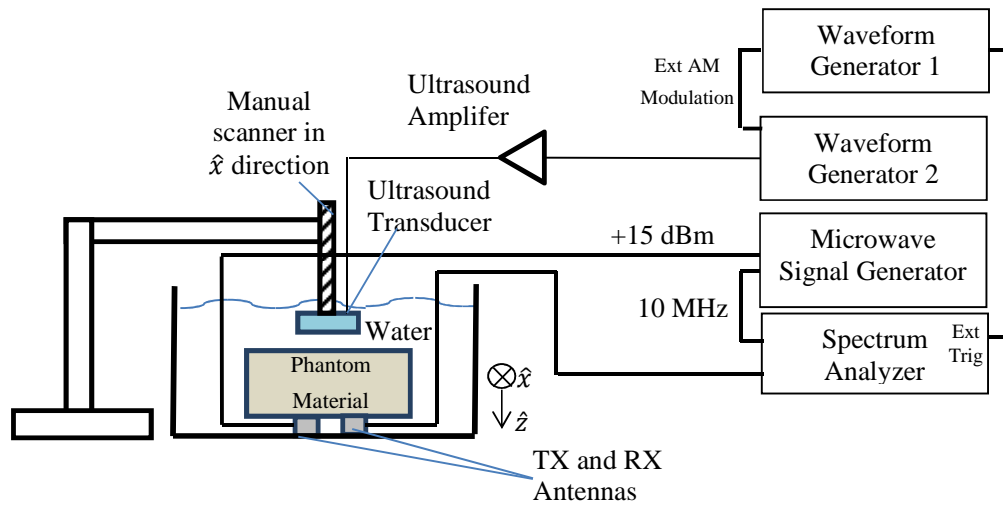 Waveform
Generator 1
Ext AM
Modulation
Ultrasound
Amplifer
Manual
scanner in
x̂ direction
Waveform
Generator 2
Ultrasound
Transducer
+15 dBm
Microwave
Signal Generator
10 MHz
Water
Spectrum
Analyzer
Ext
Trig
Phantom
Material
x̂
ẑ
TX and RX
Antennas